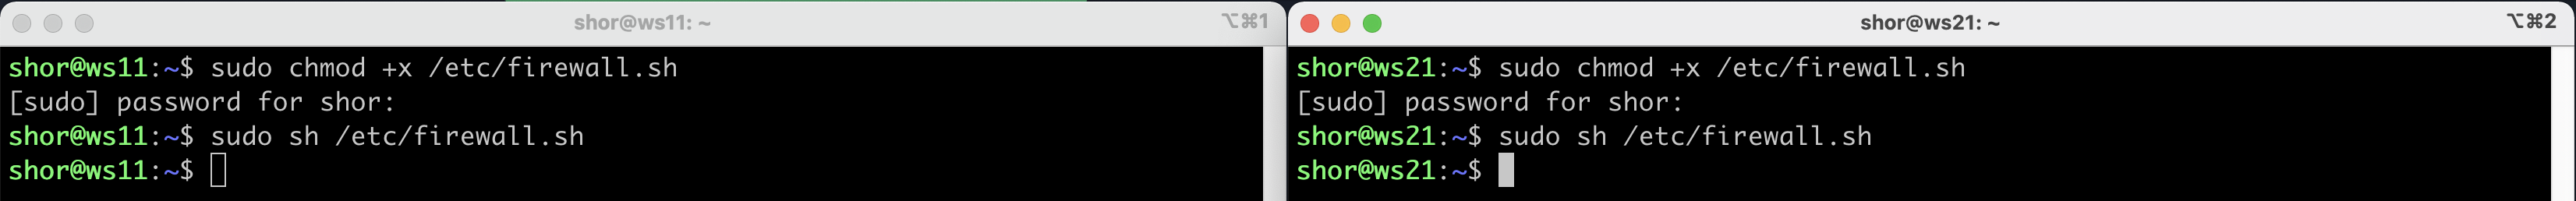 shor@ws11: ~
⌥⌘1
shor@ws11:~$ sudo chmod +x /etc/firewall.sh
[sudo] password for shor:
shor@ws11:~$ sudo sh /etc/firewall.sh
shor@ws11:~$
shor@ws21: ~
⌥⌘2
shor@ws21:~$ sudo chmod +x /etc/firewall.sh
[sudo] password for shor:
shor@ws21:~$ sudo sh /etc/firewall.sh
shor@ws21:~$